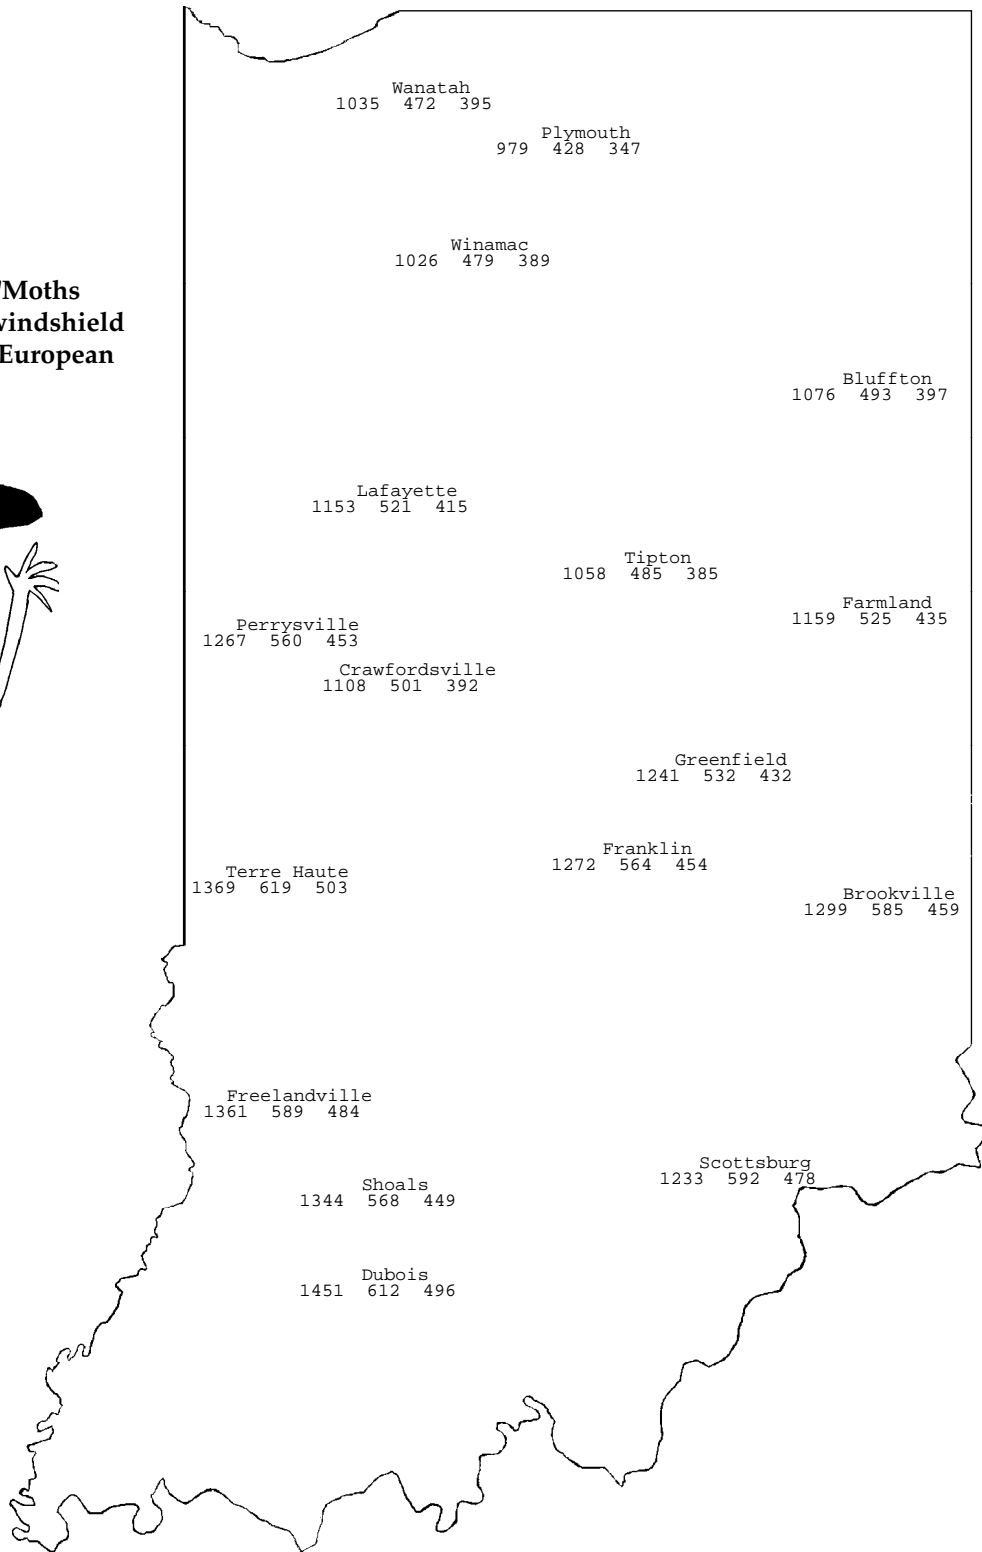 Wanatah
1035 472 395
Plymouth
979 428 347
Winamac
1026 479 389
Moths
windshield
European
Bluffton
1076 493 397
Lafayette
1153 521 415
Tipton
1058 485 385
Farmland
1159 525 435
Perrysville
1267 560 453
Crawfordsville
1108 501 392
Greenfield
1241 532 432
Franklin
1272 564 454
Terre Haute
1369 619 503
Brookville
1299 585 459
Freelandville
1361 589 484
Scottsburg
1233 592 478
Shoals
1344 568 449
Dubois
1451 612 496